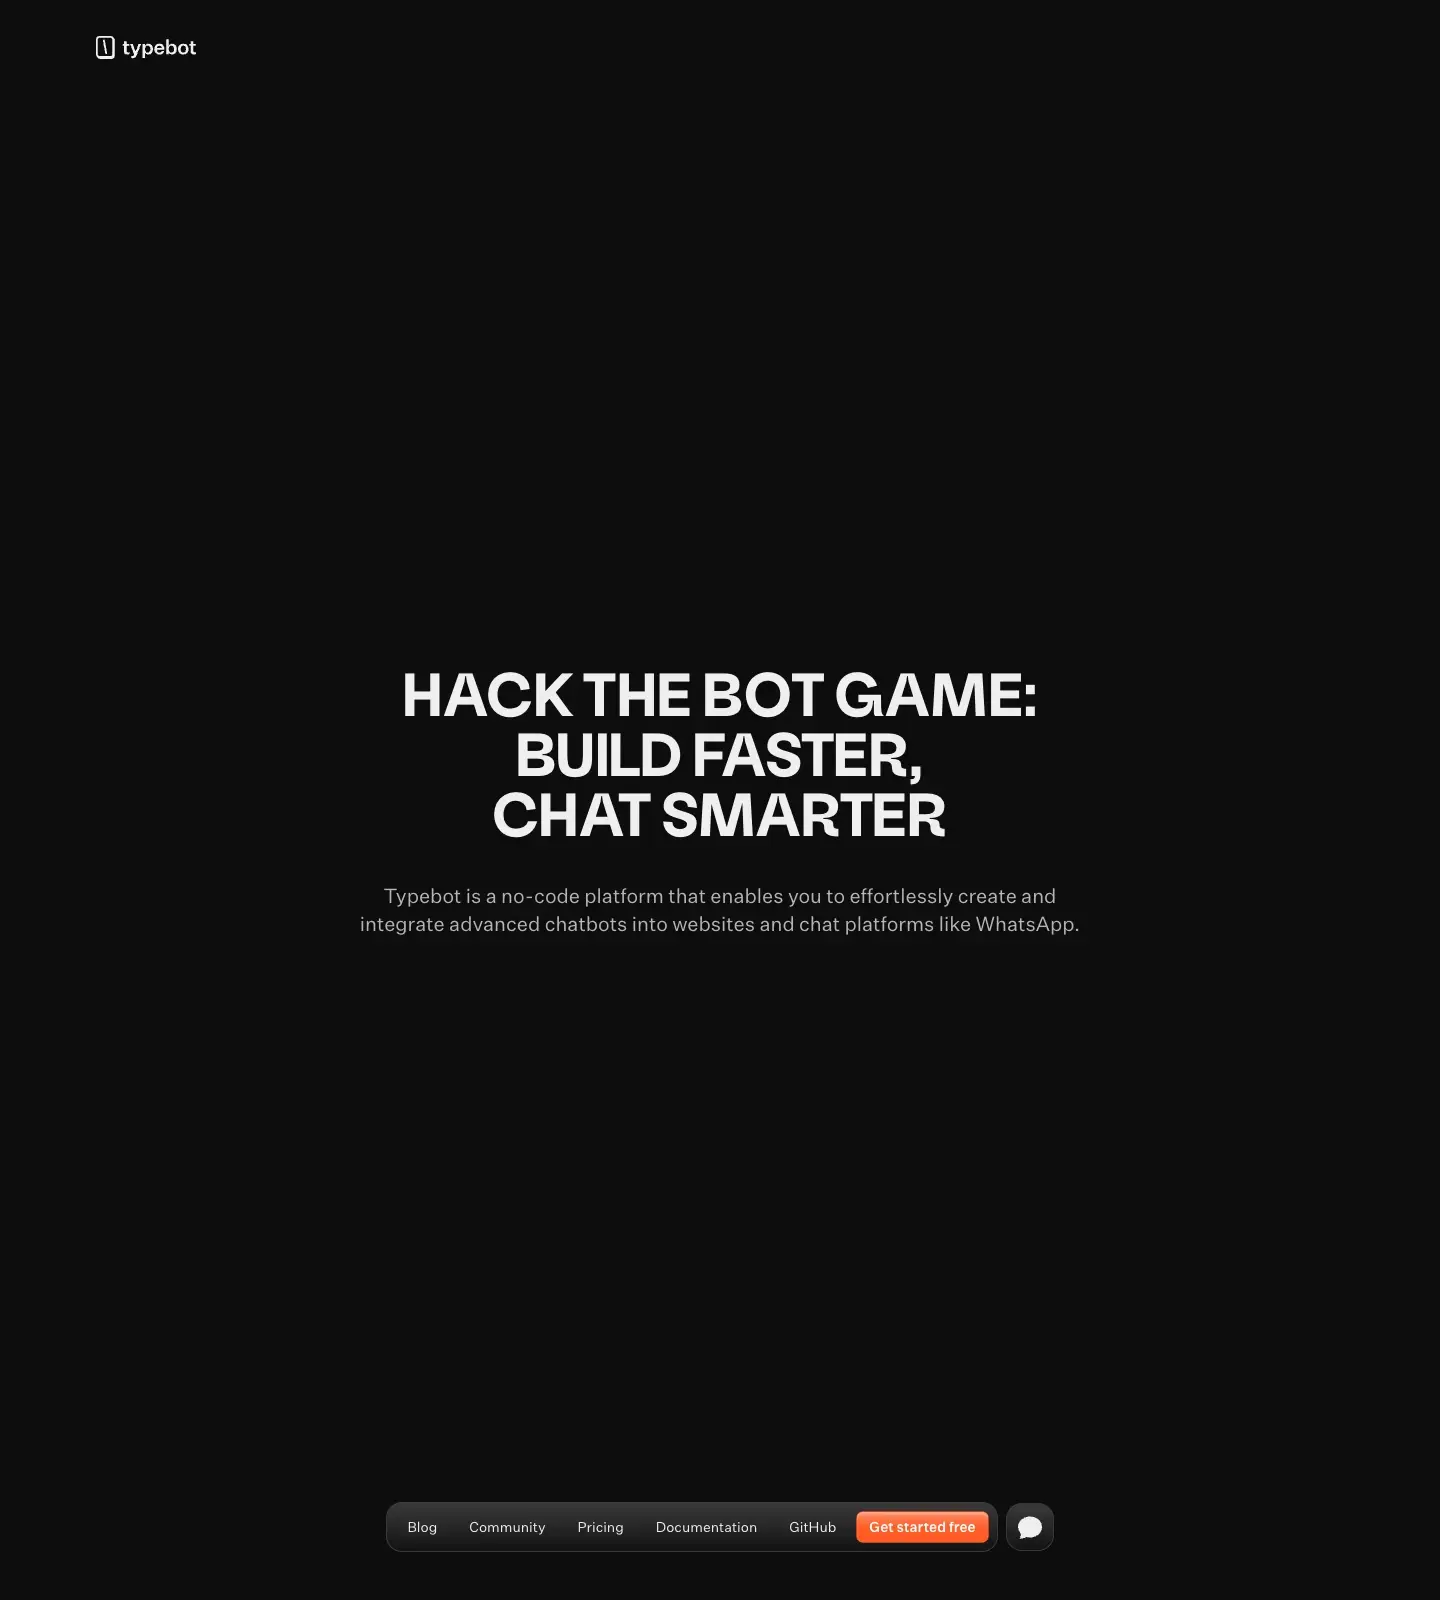 typebot
HACK THE BOT GAME:
BUILD FASTER,
CHAT SMARTER
Typebot is a no-code platform that enables you to effortlessly create and
integrate advanced chatbots into websites and chat platforms like WhatsApp.
Blog Community Pricing Documentation GitHub Get started free